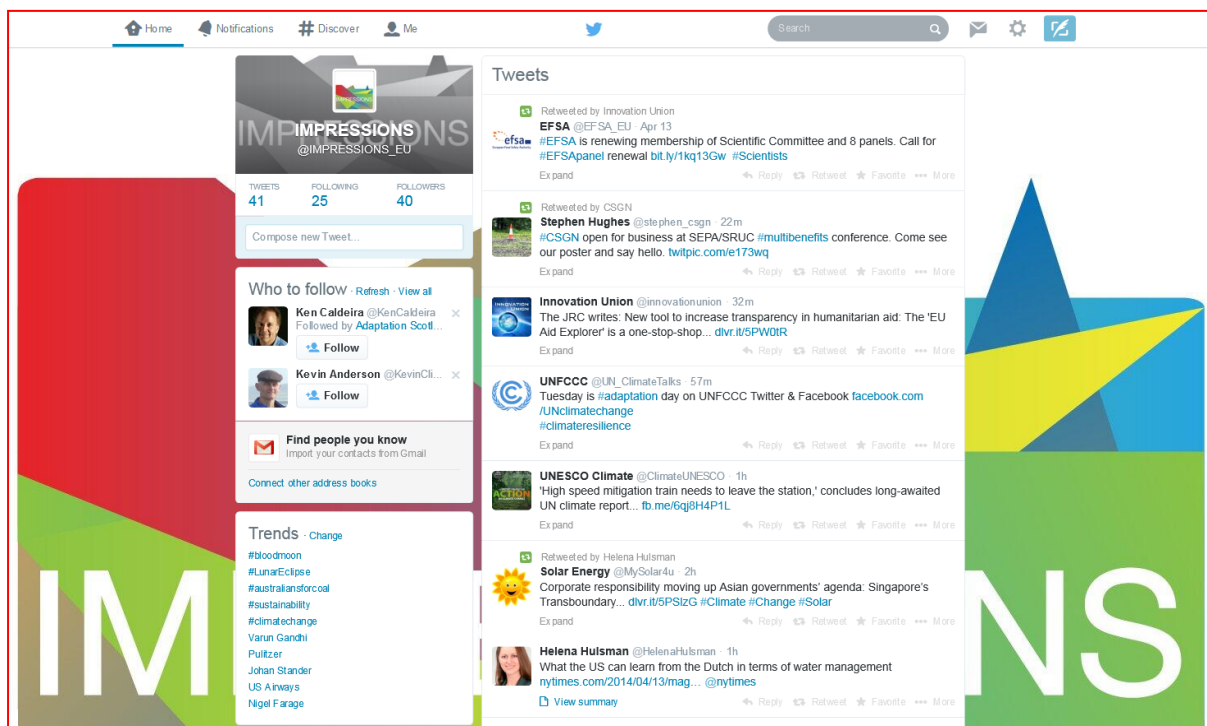 Home Notifications Discover Me Search
IMPRESSIONS
IMPRESSIONS
@IMPRESSIONS_EU
TWEETS FOLLOWING FOLLOWERS
41 25 40
Compose new Tweet...
Who to follow · Refresh · View all
Ken Caldeira @KenCaldeira
Followed by Adaptation Scotl...
Follow
Kevin Anderson @KevinCli...
Follow
Find people you know
Import your contacts from Gmail
Connect other address books
Trends · Change
#bloodmoon
#LunarEclipse
#australiansforcoal
#sustainability
#climatechange
Varun Gandhi
Pulitzer
Johan Stander
US Airways
Nigel Farage
Tweets
Retweeted by Innovation Union
efsa
EFSA @EFSA_EU · Apr 13
#EFSA is renewing membership of Scientific Committee and 8 panels. Call for
#EFSApanel renewal bit.ly/1kq13Gw #Scientists
Expand Reply Retweet Favorite More
Retweeted by CSGN
Stephen Hughes @stephen_csgn · 22m
#CSGN open for business at SEPA/SRUC #multibenefits conference. Come see
our poster and say hello. twitpic.com/e173wq
Expand Reply Retweet Favorite More
INNOVATION
UNION
Innovation Union @innovationunion · 32m
The JRC writes: New tool to increase transparency in humanitarian aid: The 'EU
Aid Explorer' is a one-stop-shop... dlvr.it/5PW0tR
Expand Reply Retweet Favorite More
UNFCCC @UN_ClimateTalks · 57m
Tuesday is #adaptation day on UNFCCC Twitter & Facebook facebook.com
/UNclimatechange
#climateresilience
Expand Reply Retweet Favorite More
ACTION
UNESCO Climate @ClimateUNESCO · 1h
'High speed mitigation train needs to leave the station,' concludes long-awaited
UN climate report... fb.me/6qj8H4P1L
Expand Reply Retweet Favorite More
Retweeted by Helena Hulsman
Solar Energy @MySolar4u · 2h
Corporate responsibility moving up Asian governments' agenda: Singapore's
Transboundary... dlvr.it/5PSlzG #Climate #Change #Solar
Expand Reply Retweet Favorite More
Helena Hulsman @HelenaHulsman · 1h
What the US can learn from the Dutch in terms of water management
nytimes.com/2014/04/13/mag... @nytimes
View summary Reply Retweet Favorite More